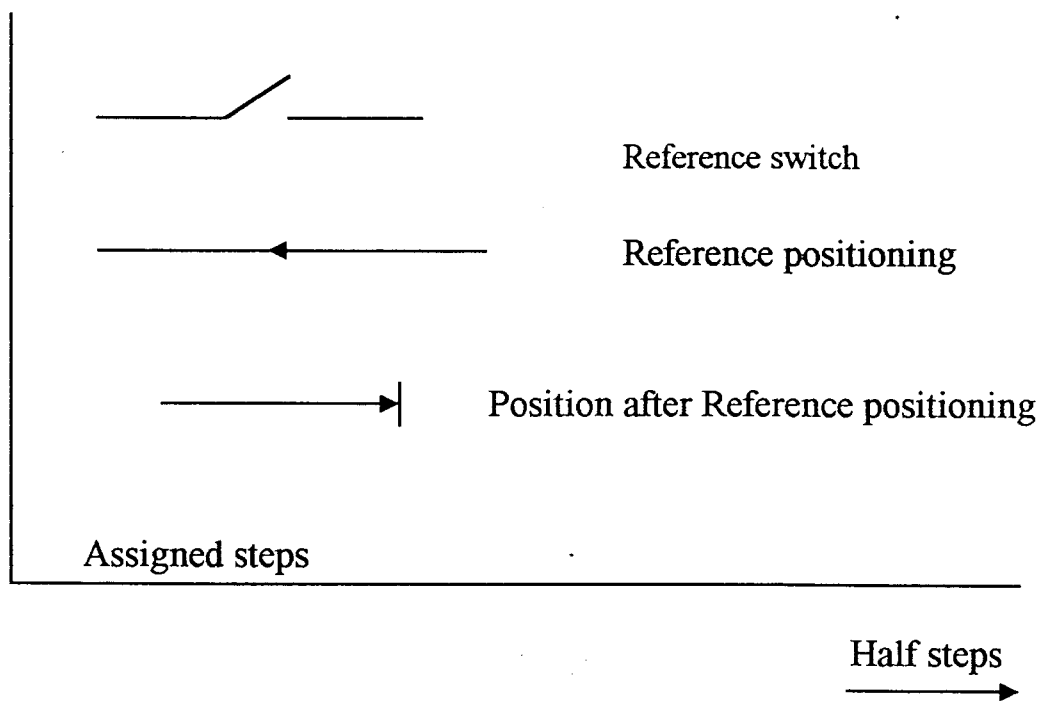 Reference switch
Reference positioning
Position after Reference positioning
Assigned steps
Half steps